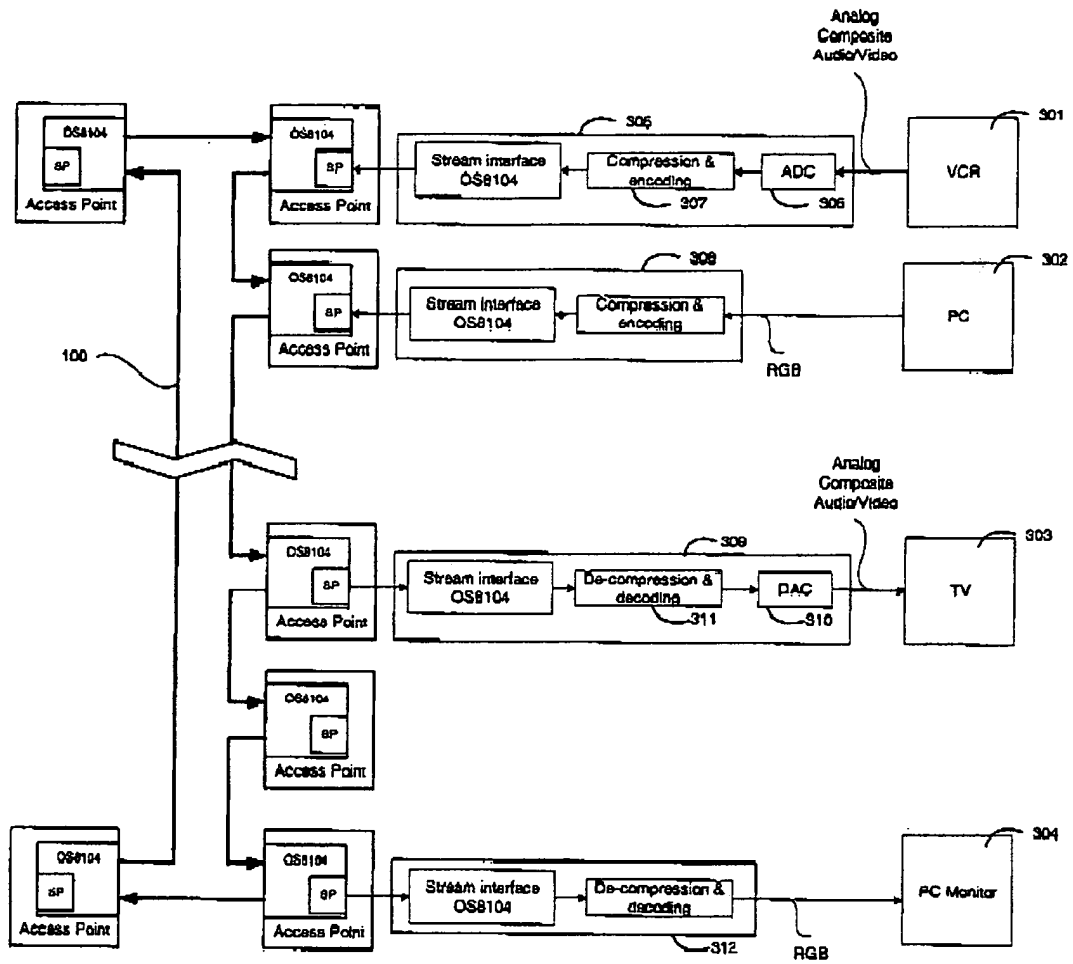 Analog
Composite
Audio/Video
OS8104
SP
Access Point
OS8104
SP
Access Point
305
Stream interface
OS8104
Compression &
encoding
307
ADC
306
301
VCR
OS8104
SP
Access Point
308
Stream Interface
OS8104
Compression &
encoding
RGB
302
PC
100
Analog
Composite
Audio/Video
OS8104
SP
Access Point
309
Stream interface
OS8104
De-compression &
decoding
311
DAC
310
303
TV
OS8104
SP
Access Point
OS8104
SP
Access Point
OS8104
SP
Access Point
Stream interface
OS8104
De-compression &
decoding
312
RGB
304
PC Monitor